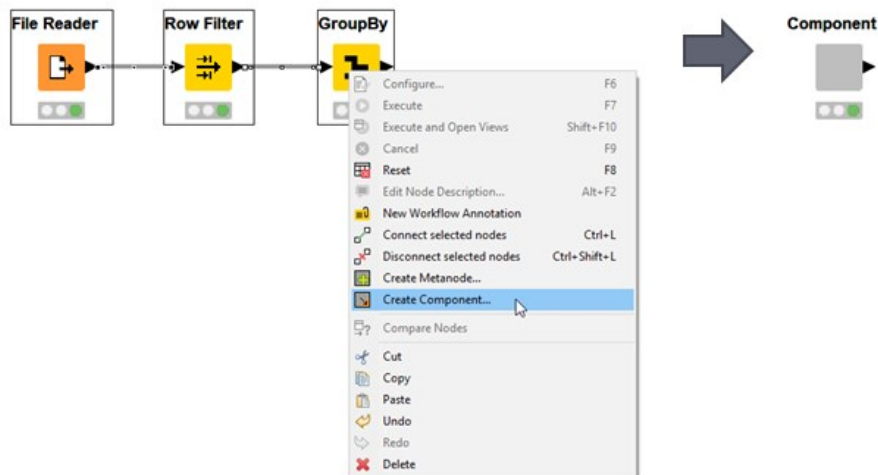 File Reader
Row Filter
GroupBy
Component
Configure... F6
Execute F7
Execute and Open Views Shift+F10
Cancel F9
Reset F8
Edit Node Description... Alt+F2
New Workflow Annotation
Connect selected nodes Ctrl+L
Disconnect selected nodes Ctrl+Shift+L
Create Metanode...
Create Component...
Compare Nodes
Cut
Copy
Paste
Undo
Redo
Delete